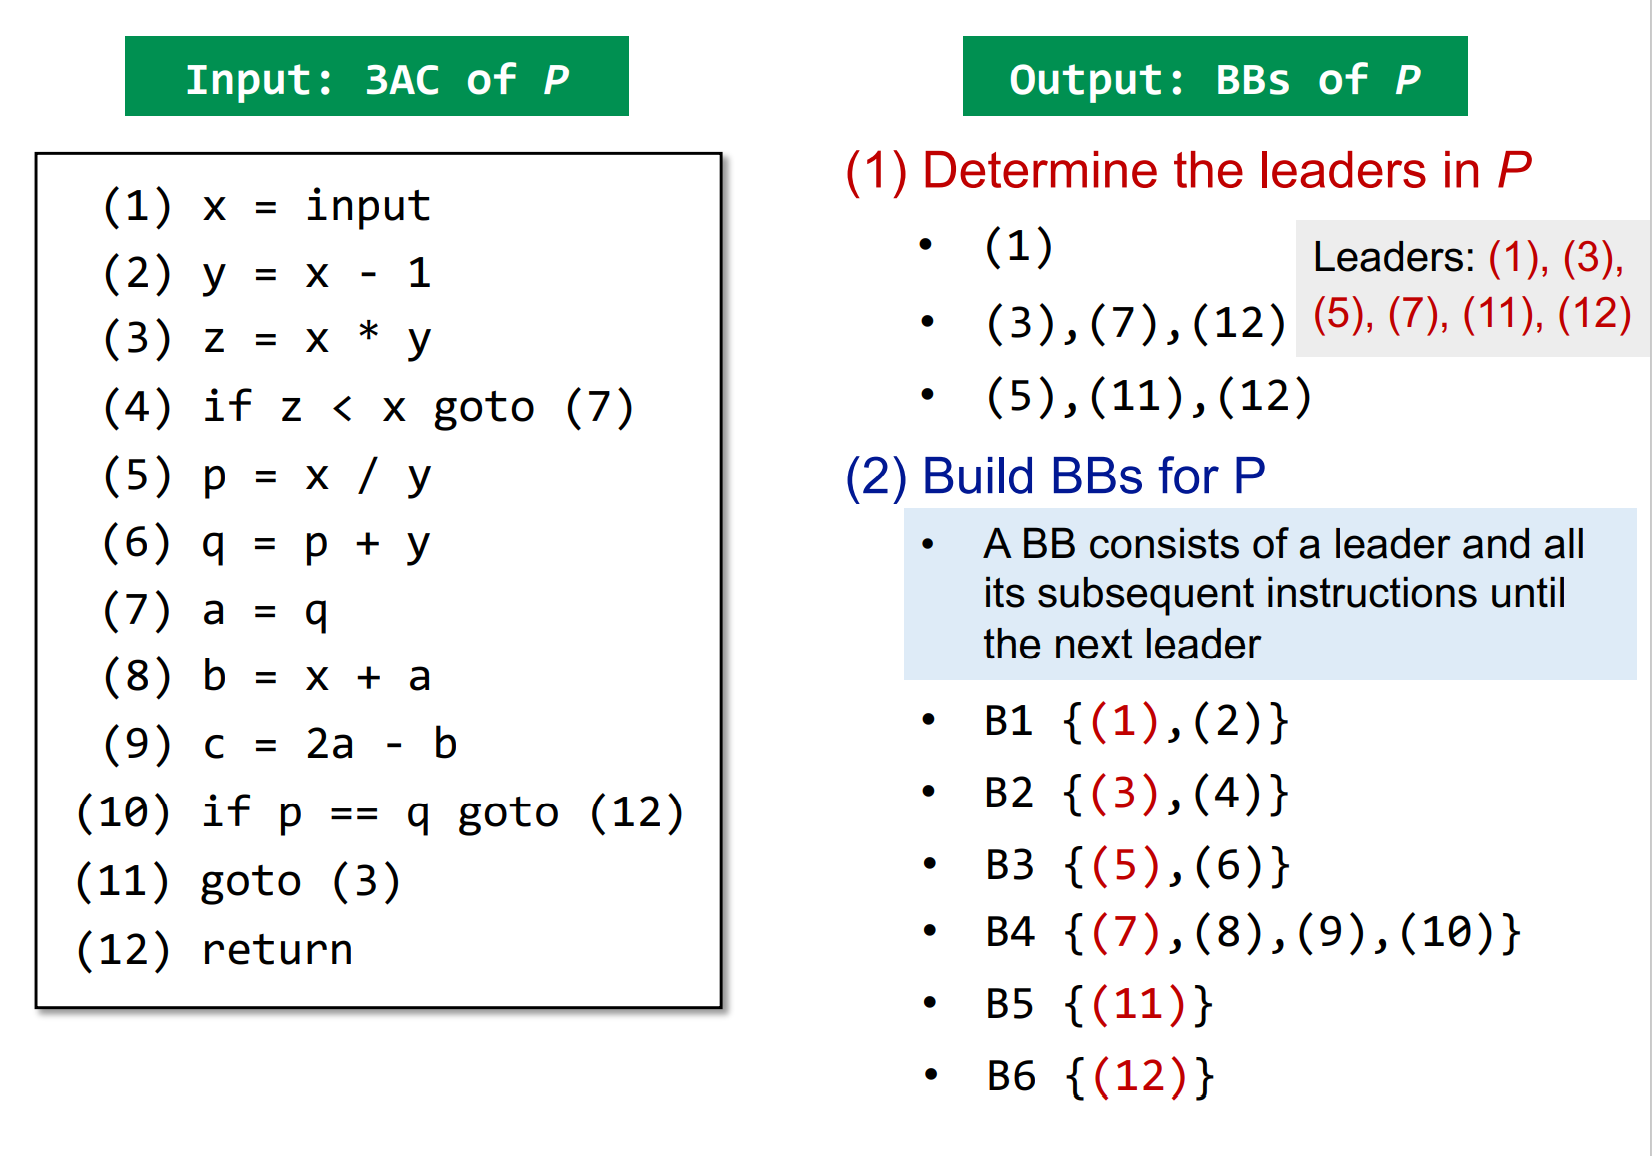 Input: 3AC of P
(1) x = input
(2) y = x - 1
(3) z = x * y
(4) if z < x goto (7)
(5) p = x / y
(6) q = p + y
(7) a = q
(8) b = x + a
(9) c = 2a - b
(10) if p == q goto (12)
(11) goto (3)
(12) return
Output: BBs of P
(1) Determine the leaders in P
• (1)
• (3),(7),(12)
• (5),(11),(12)
Leaders: (1), (3),
(5), (7), (11), (12)
(2) Build BBs for P
• A BB consists of a leader and all
its subsequent instructions until
the next leader
• B1 {(1),(2)}
• B2 {(3),(4)}
• B3 {(5),(6)}
• B4 {(7),(8),(9),(10)}
• B5 {(11)}
• B6 {(12)}